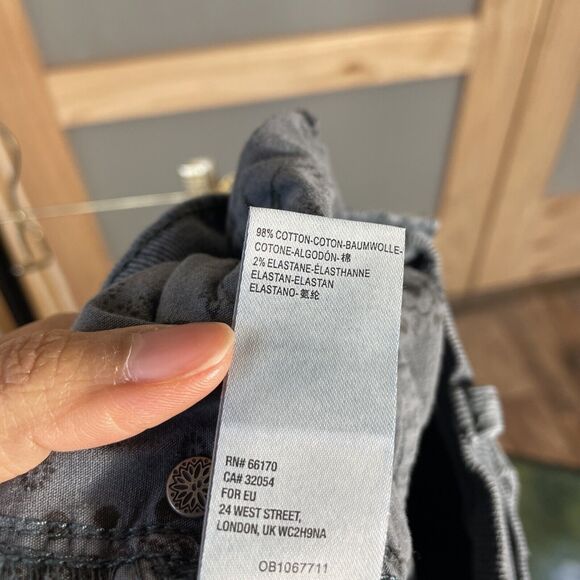 98% COTTON-COTON-BAUMWOLLE-
COTONE-ALGODÓN-棉
2% ELASTANE-ÉLASTHANNE
ELASTAN-ELASTAN
ELASTANO-氨纶
RN# 66170
CA# 32054
FOR EU
24 WEST STREET,
LONDON, UK WC2H9NA
OB1067711